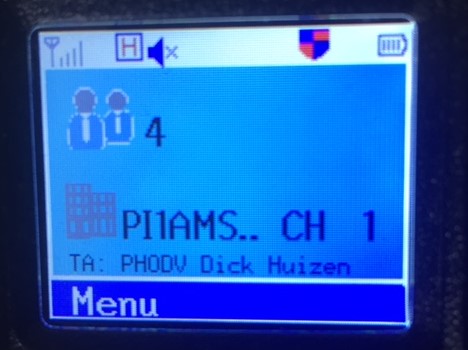 H
4
PI1AMS.. CH 1
TA: PH0DV Dick Huizen
Menu